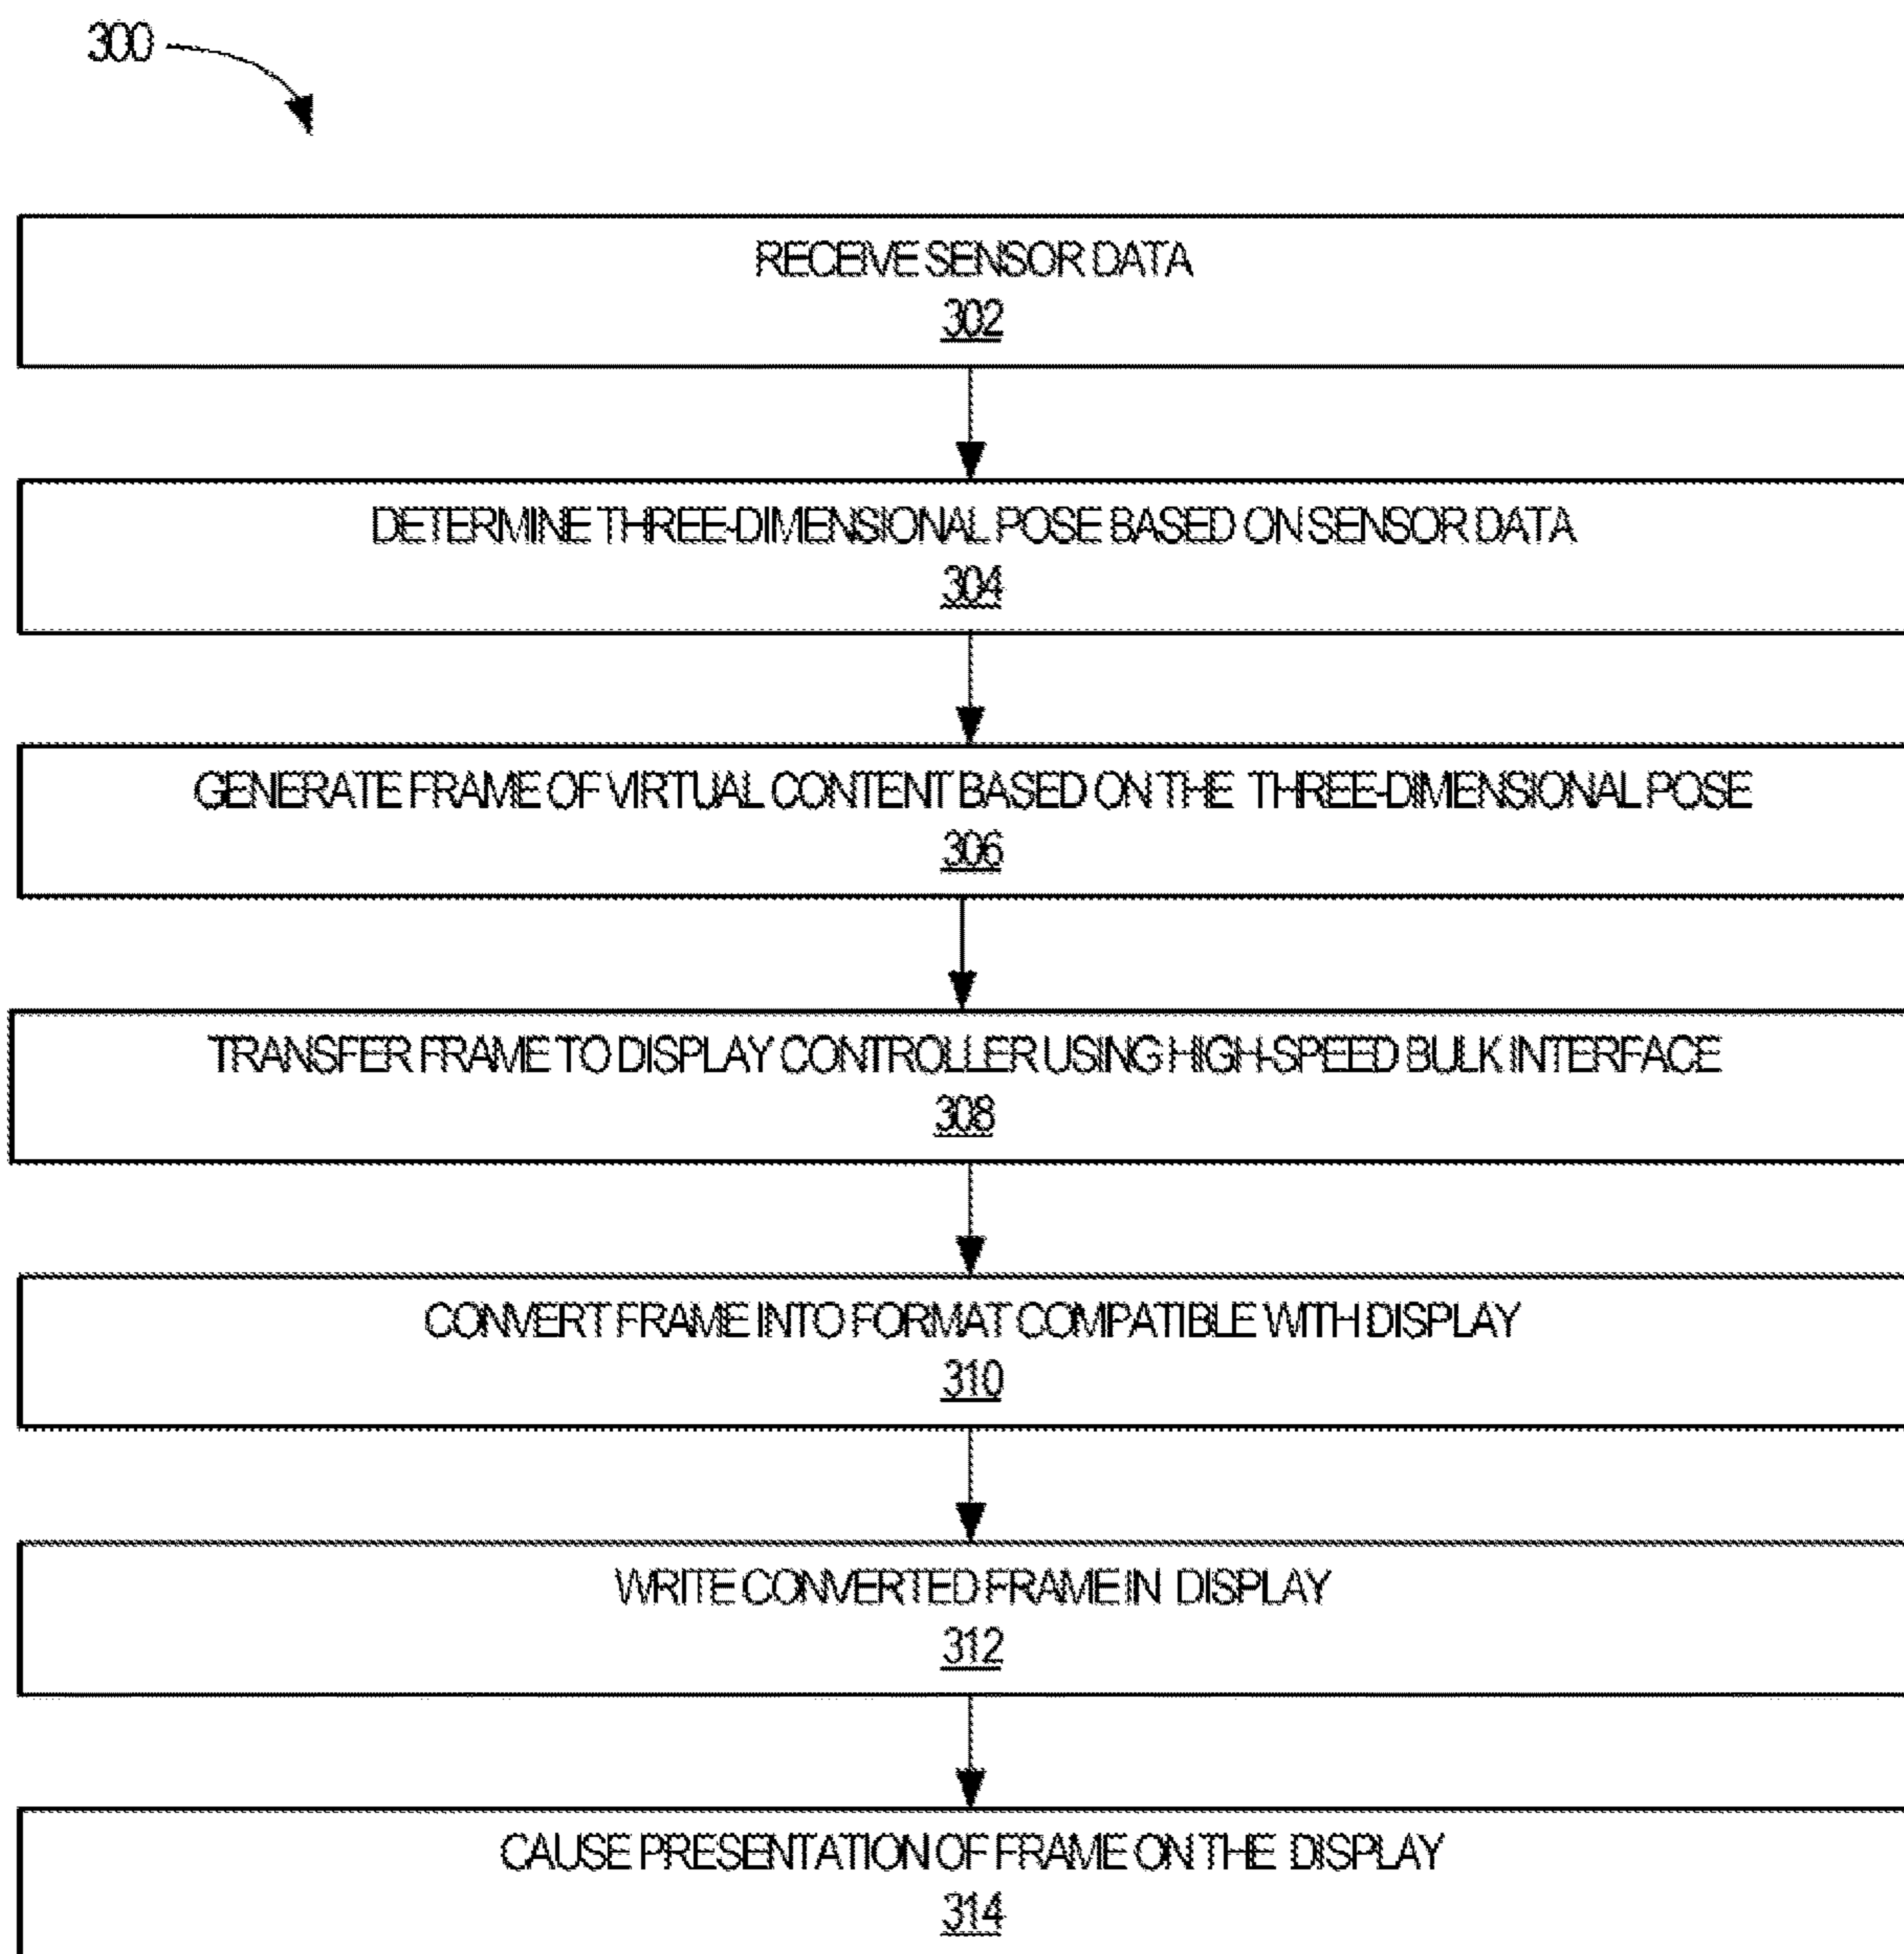 300
RECEIVE SENSOR DATA
302
DETERMINE THREE-DIMENSIONAL POSE BASED ON SENSOR DATA
304
GENERATE FRAME OF VIRTUAL CONTENT BASED ON THE THREE-DIMENSIONAL POSE
306
TRANSFER FRAME TO DISPLAY CONTROLLER USING HIGH-SPEED BULK INTERFACE
308
CONVERT FRAME INTO FORMAT COMPATIBLE WITH DISPLAY
310
WRITE CONVERTED FRAME IN DISPLAY
312
CAUSE PRESENTATION OF FRAME ON THE DISPLAY
314